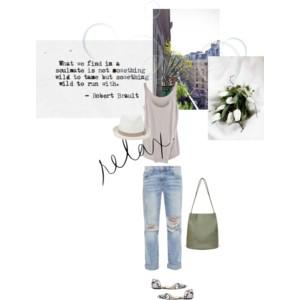 What we find in a
soulmate is not something
wild to tame but something
wild to run with.
- Robert Brault
relax